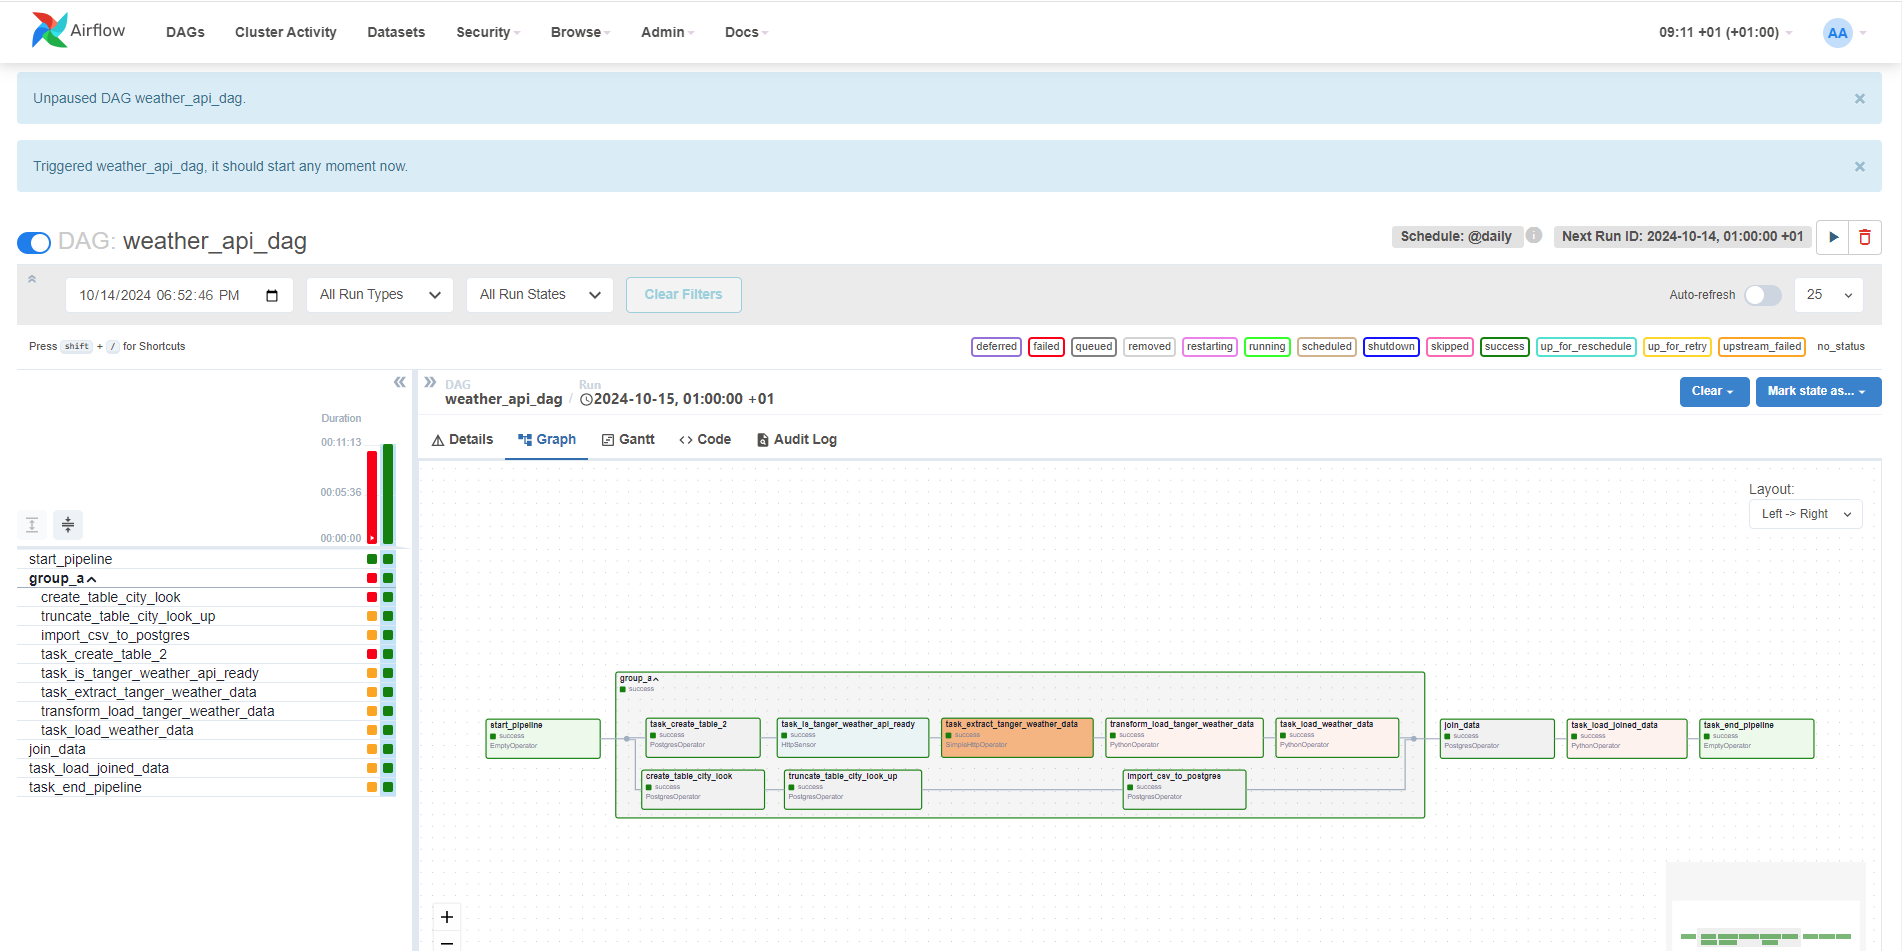 Airflow
DAGs Cluster Activity Datasets Security Browse Admin Docs 09:11 +01 (+01:00) AA
Unpaused DAG weather_api_dag. ×
Triggered weather_api_dag, it should start any moment now. ×
DAG: weather_api_dag Schedule: @daily i Next Run ID: 2024-10-14, 01:00:00 +01
10/14/2024 06:52:46 PM All Run Types All Run States Clear Filters Auto-refresh 25
Press shift + / for Shortcuts deferred failed queued removed restarting running scheduled shutdown skipped success up_for_reschedule up_for_retry upstream_failed no_status
DAG
weather_api_dag /
Run
2024-10-15, 01:00:00 +01
Clear Mark state as...
Details Graph Gantt Code Audit Log
Duration
00:11:13
00:05:36
00:00:00
start_pipeline
group_a
create_table_city_look
truncate_table_city_look_up
import_csv_to_postgres
task_create_table_2
task_is_tanger_weather_api_ready
task_extract_tanger_weather_data
transform_load_tanger_weather_data
task_load_weather_data
join_data
task_load_joined_data
task_end_pipeline
Layout:
Left -> Right
start_pipeline
success
EmptyOperator
group_a
success
task_create_table_2
success
PostgresOperator
task_is_tanger_weather_api_ready
success
HttpSensor
task_extract_tanger_weather_data
success
SimpleHttpOperator
transform_load_tanger_weather_data
success
PythonOperator
task_load_weather_data
success
PythonOperator
create_table_city_look
success
PostgresOperator
truncate_table_city_look_up
success
PostgresOperator
import_csv_to_postgres
success
PostgresOperator
join_data
success
PostgresOperator
task_load_joined_data
success
PythonOperator
task_end_pipeline
success
EmptyOperator
+
−